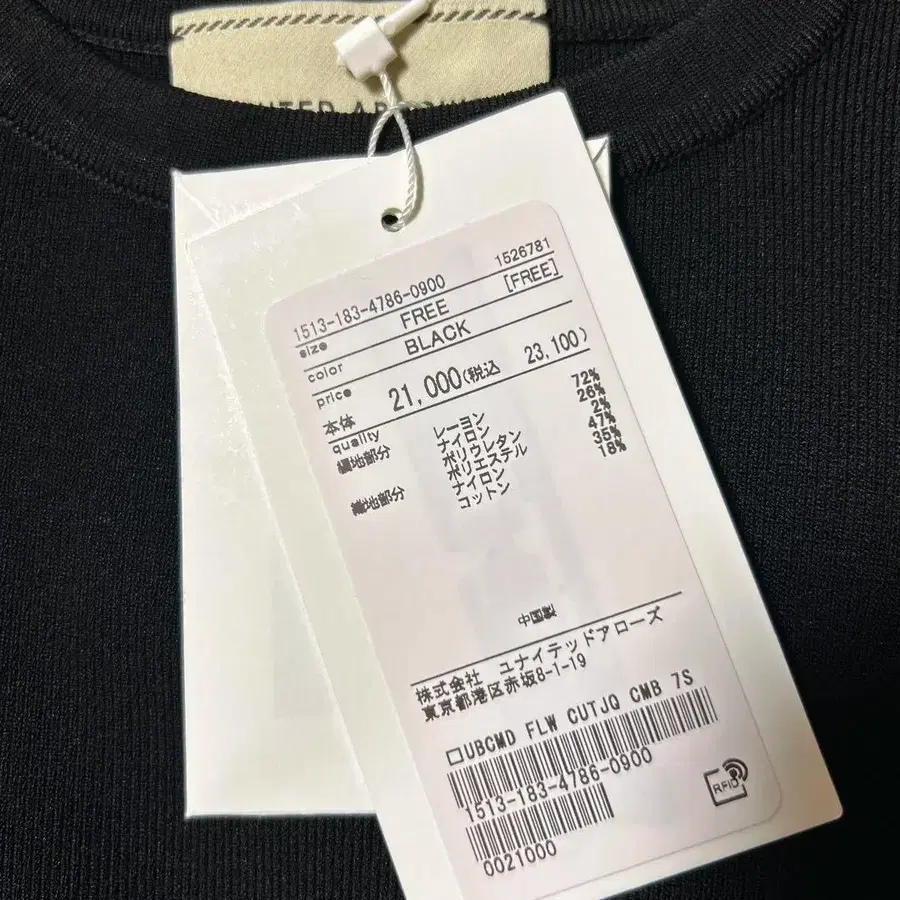 UNITED ARROWS
1526781
1513-183-4786-0900 [FREE]
size FREE
color BLACK
price
本体 21,000(税込 23,100)
quality
編地部分 レーヨン 72%
ナイロン 26%
ポリウレタン 2%
織地部分 ポリエステル 47%
ナイロン 35%
コットン 18%
中国製
株式会社 ユナイテッドアローズ
東京都港区赤坂8-1-19
□UBCMD FLW CUTJQ CMB 7S
1513-183-4786-0900
0021000
RFID